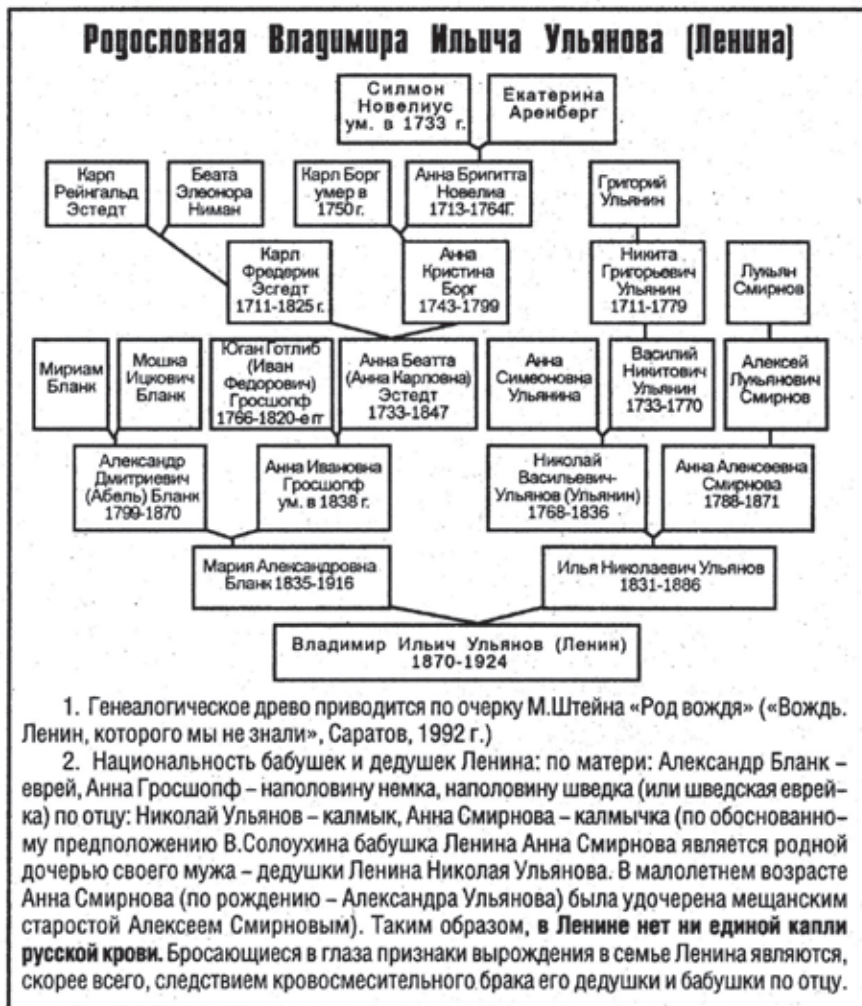 Родословная Владимира Ильича Ульянова (Ленина)
Силмон
Новелиус
ум. в 1733 г.
Екатерина
Аренберг
Карп
Рейнгальд
Эстедт
Беата
Элеонора
Ниман
Карл Борг
умер в
1750 г.
Анна Бригитта
Новелиа
1713-1764Г.
Григорий
Ульянин
Карл
Фредерик
Эсгедт
1711-1825 г.
Анна
Кристина
Борг
1743-1799
Никита
Григорьевич
Ульянин
1711-1779
Лукьян
Смирнов
Мириам
Бланк
Мошка
Ицкович
Бланк
Юган Готлиб
(Иван
Федорович)
Гросшопф
1766-1820-е гг
Анна Беатта
(Анна Карловна)
Эстедт
1733-1847
Анна
Симеоновна
Ульянина
Василий
Никитович
Ульянин
1733-1770
Алексей
Лукьянович
Смирнов
Александр
Дмитриевич
(Абель) Бланк
1799-1870
Анна Ивановна
Гросшопф
ум. в 1838 г.
Николай
Васильевич-
Ульянов (Ульянин)
1768-1836
Анна Алексеевна
Смирнова
1788-1871
Мария Александровна
Бланк 1835-1916
Илья Николаевич Ульянов
1831-1886
Владимир Ильич Ульянов (Ленин)
1870-1924
1. Генеалогическое древо приводится по очерку М.Штейна «Род вождя» («Вождь.
Ленин, которого мы не знали», Саратов, 1992 г.)
2. Национальность бабушек и дедушек Ленина: по матери: Александр Бланк –
еврей, Анна Гросшопф – наполовину немка, наполовину шведка (или шведская еврей-
ка) по отцу: Николай Ульянов – калмык, Анна Смирнова – калмычка (по обоснованно-
му предположению В.Солоухина бабушка Ленина Анна Смирнова является родной
дочерью своего мужа – дедушки Ленина Николая Ульянова. В малолетнем возрасте
Анна Смирнова (по рождению – Александра Ульянова) была удочерена мещанским
старостой Алексеем Смирновым). Таким образом, в Ленине нет ни единой капли
русской крови. Бросающиеся в глаза признаки вырождения в семье Ленина являются,
скорее всего, следствием кровосмесительного брака его дедушки и бабушки по отцу.